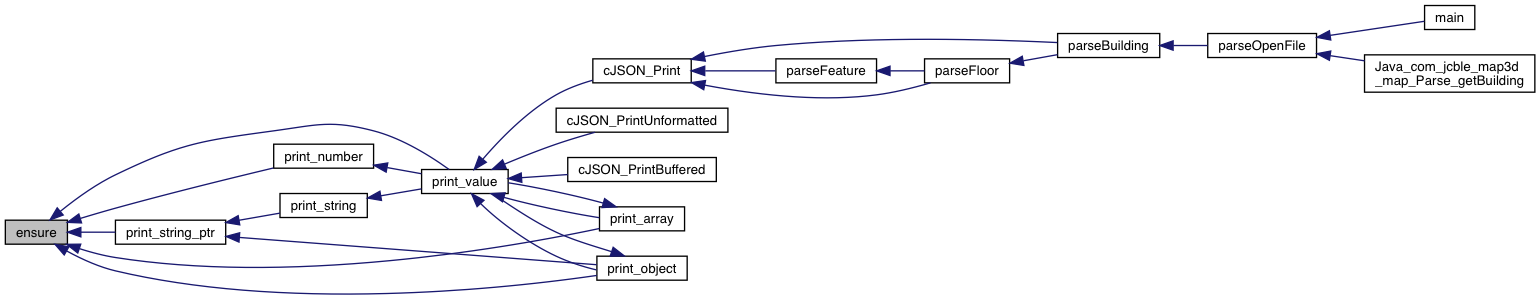 main
parseBuilding
parseOpenFile
cJSON_Print
parseFeature
parseFloor
Java_com_jcble_map3d
_map_Parse_getBuilding
cJSON_PrintUnformatted
print_number
cJSON_PrintBuffered
print_value
print_string
print_array
ensure
print_string_ptr
print_object